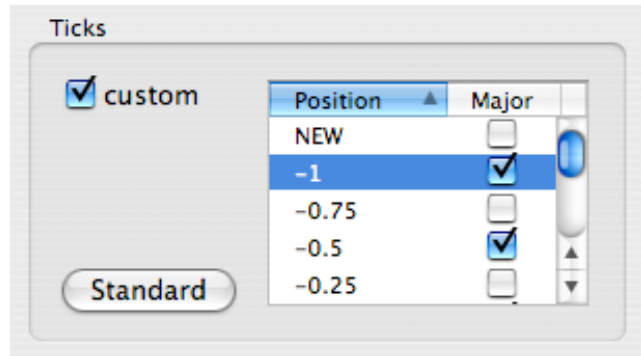 Ticks
custom
Position Major
NEW
-1
-0.75
-0.5
-0.25
Standard